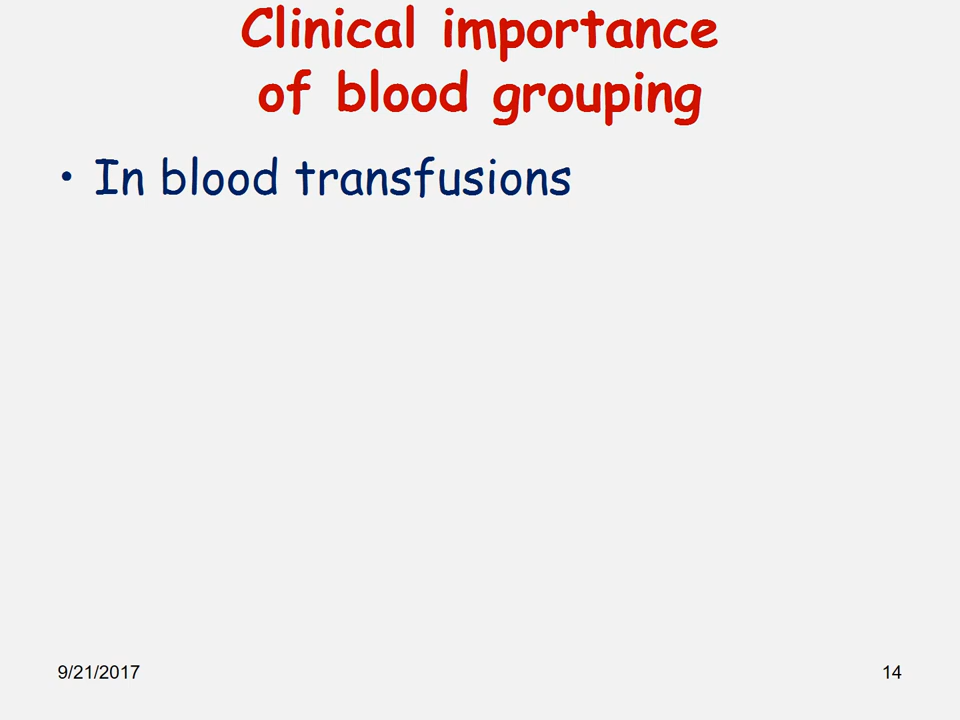 Clinical importance
of blood grouping
• In blood transfusions
9/21/2017
14